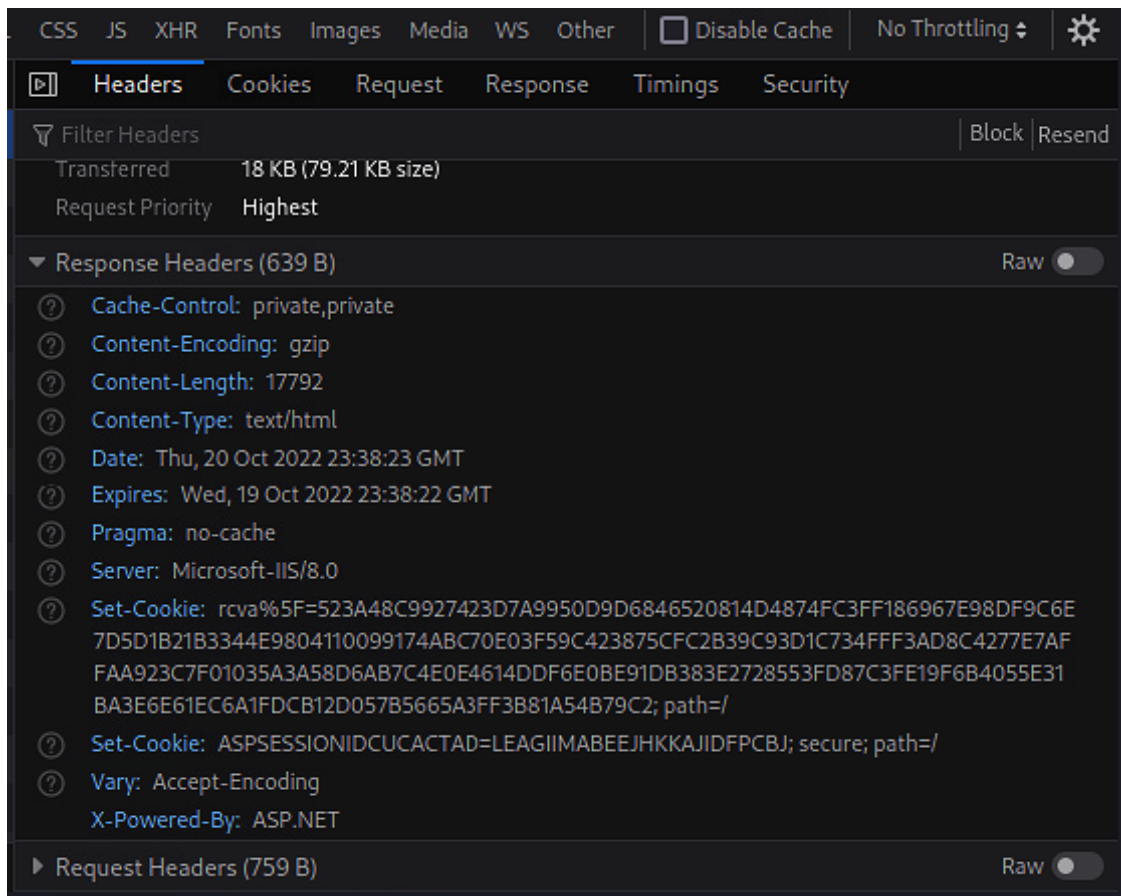 CSS JS XHR Fonts Images Media WS Other Disable Cache No Throttling
Headers Cookies Request Response Timings Security
Filter Headers Block Resend
Transferred 18 KB (79.21 KB size)
Request Priority Highest
Response Headers (639 B) Raw
Cache-Control: private,private
Content-Encoding: gzip
Content-Length: 17792
Content-Type: text/html
Date: Thu, 20 Oct 2022 23:38:23 GMT
Expires: Wed, 19 Oct 2022 23:38:22 GMT
Pragma: no-cache
Server: Microsoft-IIS/8.0
Set-Cookie: rcva%5F=523A48C9927423D7A9950D9D6846520814D4874FC3FF186967E98DF9C6E
7D5D1B21B3344E9804110099174ABC70E03F59C423875CFC2B39C93D1C734FFF3AD8C4277E7AF
FAA923C7F01035A3A58D6AB7C4E0E4614DDF6E0BE91DB383E2728553FD87C3FE19F6B4055E31
BA3E6E61EC6A1FDCB12D057B5665A3FF3B81A54B79C2; path=/
Set-Cookie: ASPSESSIONIDCUCACTAD=LEAGIIMABEEJHKKAJIDFPCBJ; secure; path=/
Vary: Accept-Encoding
X-Powered-By: ASP.NET
Request Headers (759 B) Raw